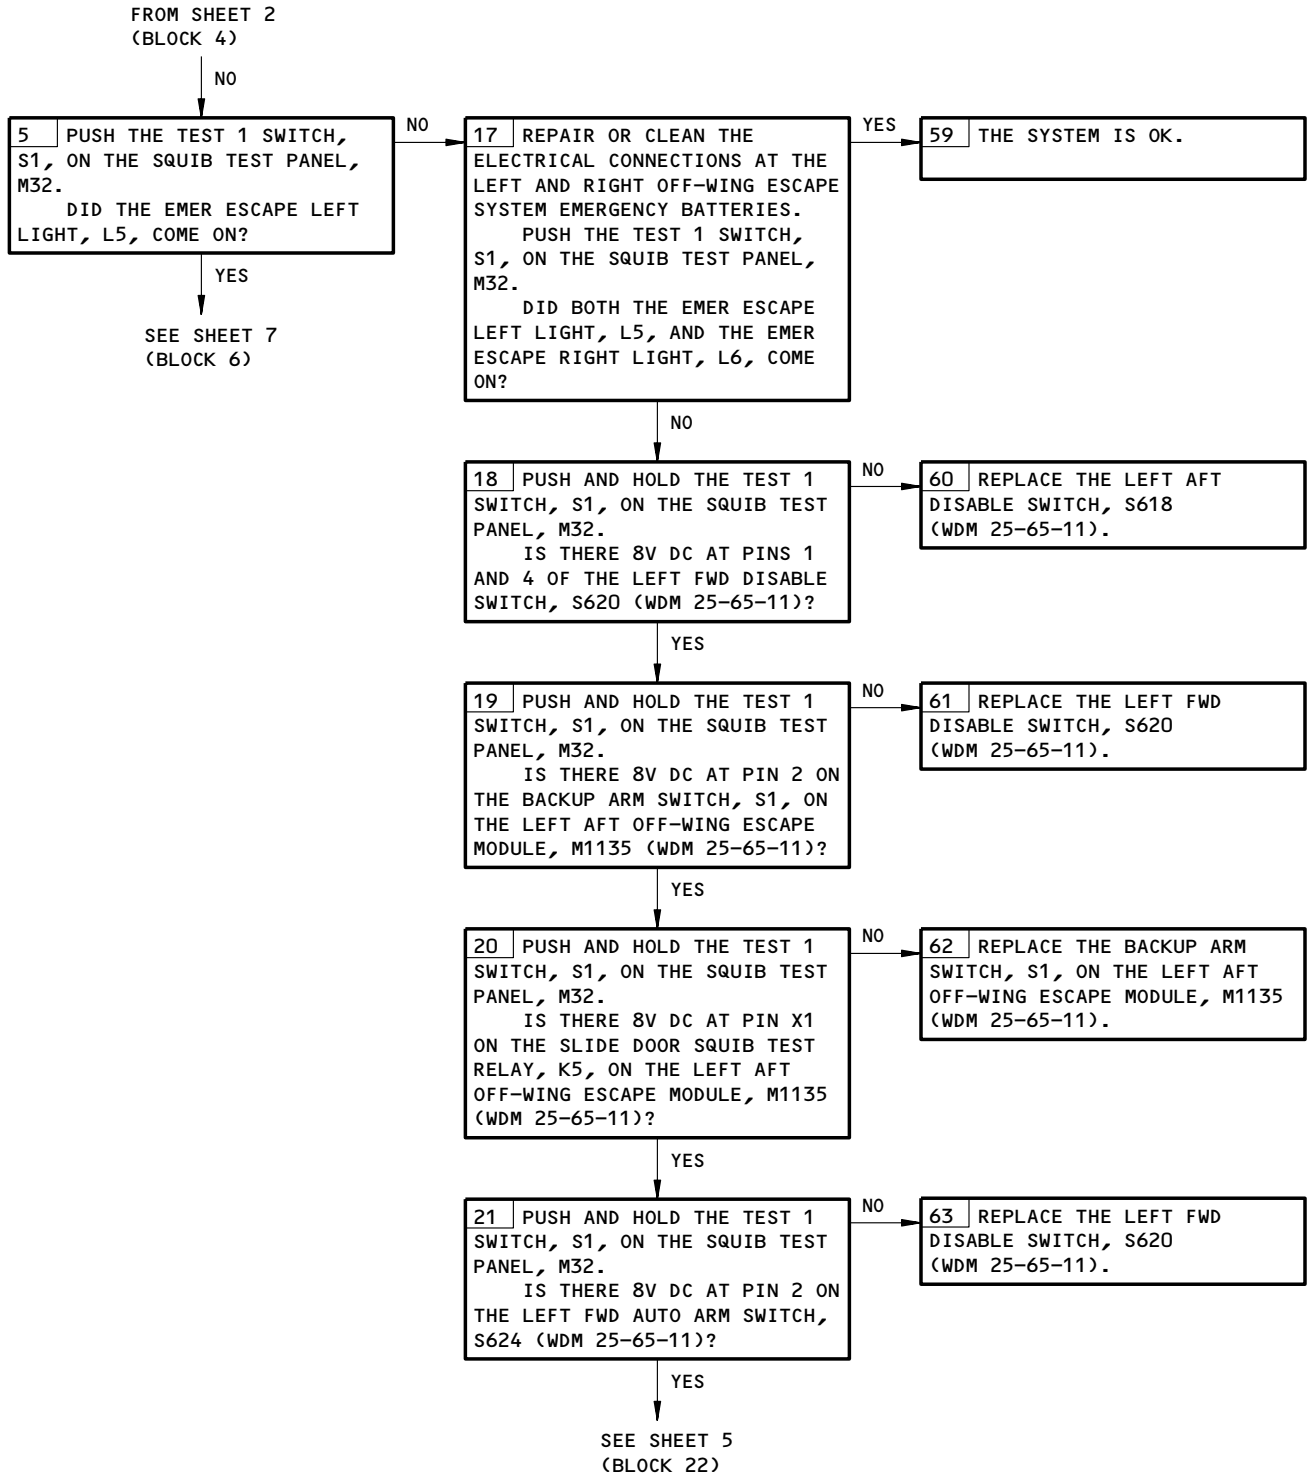 FROM SHEET 2
(BLOCK 4)
NO
5 PUSH THE TEST 1 SWITCH,
S1, ON THE SQUIB TEST PANEL,
M32.
DID THE EMER ESCAPE LEFT
LIGHT, L5, COME ON?
YES
SEE SHEET 7
(BLOCK 6)
NO
17 REPAIR OR CLEAN THE
ELECTRICAL CONNECTIONS AT THE
LEFT AND RIGHT OFF-WING ESCAPE
SYSTEM EMERGENCY BATTERIES.
PUSH THE TEST 1 SWITCH,
S1, ON THE SQUIB TEST PANEL,
M32.
DID BOTH THE EMER ESCAPE
LEFT LIGHT, L5, AND THE EMER
ESCAPE RIGHT LIGHT, L6, COME
ON?
YES
59 THE SYSTEM IS OK.
NO
18 PUSH AND HOLD THE TEST 1
SWITCH, S1, ON THE SQUIB TEST
PANEL, M32.
IS THERE 8V DC AT PINS 1
AND 4 OF THE LEFT FWD DISABLE
SWITCH, S620 (WDM 25-65-11)?
NO
60 REPLACE THE LEFT AFT
DISABLE SWITCH, S618
(WDM 25-65-11).
YES
19 PUSH AND HOLD THE TEST 1
SWITCH, S1, ON THE SQUIB TEST
PANEL, M32.
IS THERE 8V DC AT PIN 2 ON
THE BACKUP ARM SWITCH, S1, ON
THE LEFT AFT OFF-WING ESCAPE
MODULE, M1135 (WDM 25-65-11)?
NO
61 REPLACE THE LEFT FWD
DISABLE SWITCH, S620
(WDM 25-65-11).
YES
20 PUSH AND HOLD THE TEST 1
SWITCH, S1, ON THE SQUIB TEST
PANEL, M32.
IS THERE 8V DC AT PIN X1
ON THE SLIDE DOOR SQUIB TEST
RELAY, K5, ON THE LEFT AFT
OFF-WING ESCAPE MODULE, M1135
(WDM 25-65-11)?
NO
62 REPLACE THE BACKUP ARM
SWITCH, S1, ON THE LEFT AFT
OFF-WING ESCAPE MODULE, M1135
(WDM 25-65-11).
YES
21 PUSH AND HOLD THE TEST 1
SWITCH, S1, ON THE SQUIB TEST
PANEL, M32.
IS THERE 8V DC AT PIN 2 ON
THE LEFT FWD AUTO ARM SWITCH,
S624 (WDM 25-65-11)?
NO
63 REPLACE THE LEFT FWD
DISABLE SWITCH, S620
(WDM 25-65-11).
YES
SEE SHEET 5
(BLOCK 22)